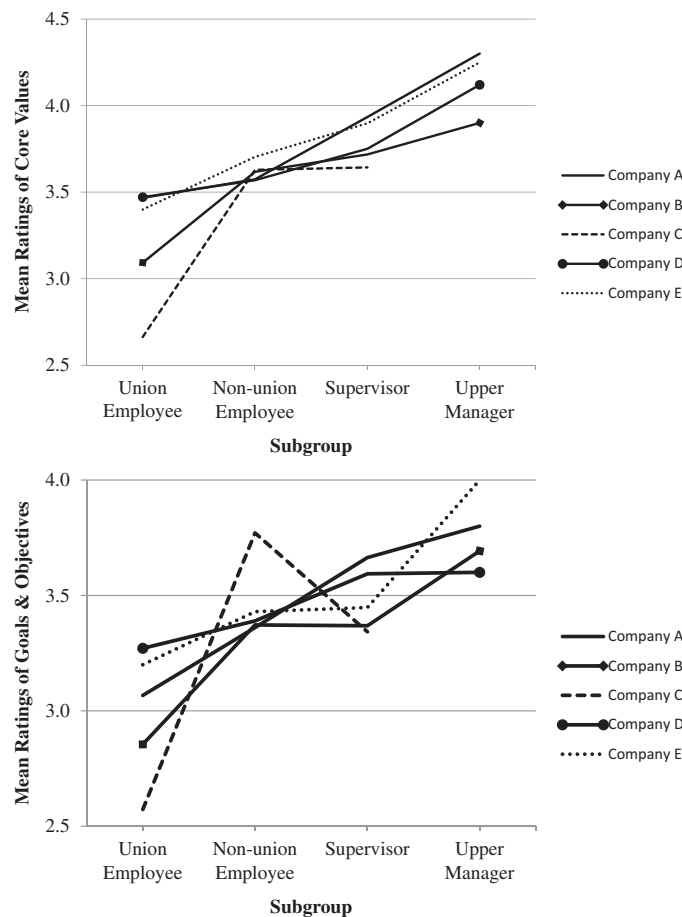 Mean Ratings of Core Values
4.5
4.0
3.5
3.0
2.5
Union
Employee
Non-union
Employee
Supervisor
Upper
Manager
Subgroup
Company A
Company B
Company C
Company D
Company E
Mean Ratings of Goals & Objectives
4.0
3.5
3.0
2.5
Union
Employee
Non-union
Employee
Supervisor
Upper
Manager
Subgroup
Company A
Company B
Company C
Company D
Company E